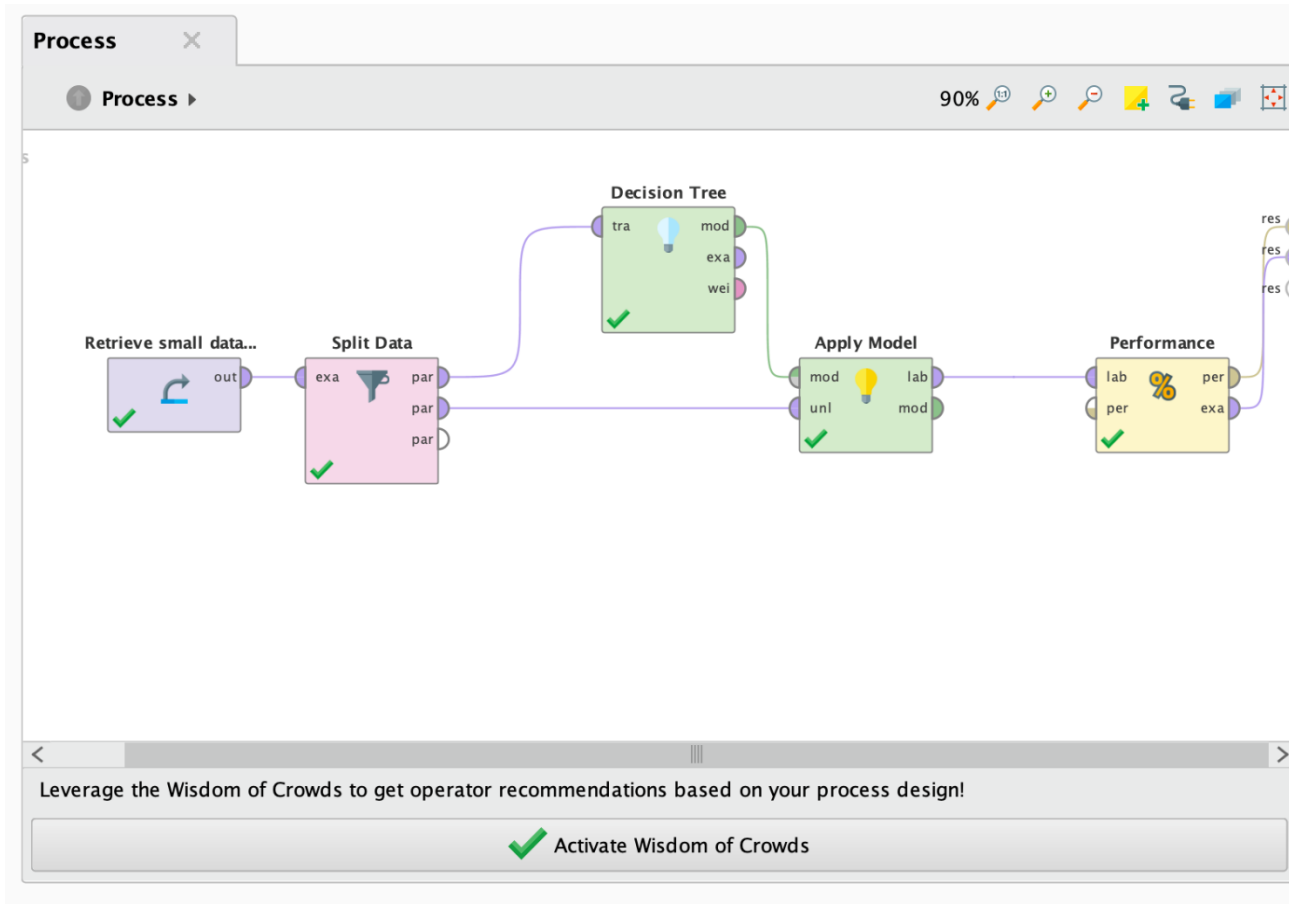 Process
Process
90%
s
Decision Tree
tra mod
exa
wei
res
res
res
Retrieve small data...
out
Split Data
exa par
par
par
Apply Model
mod lab
unl mod
Performance
lab per
per exa
%
Leverage the Wisdom of Crowds to get operator recommendations based on your process design!
Activate Wisdom of Crowds